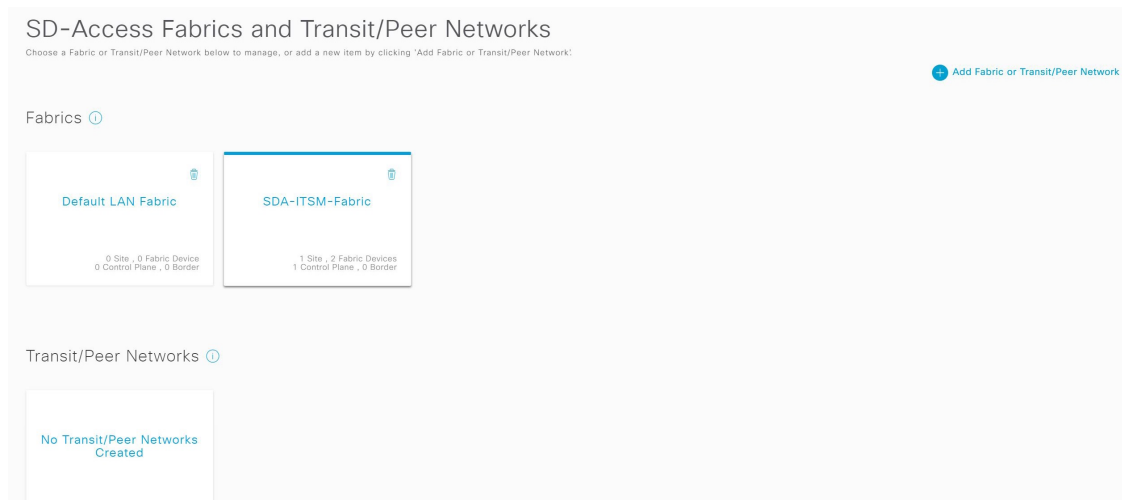 SD-Access Fabrics and Transit/Peer Networks
Choose a Fabric or Transit/Peer Network below to manage, or add a new item by clicking 'Add Fabric or Transit/Peer Network'.
Add Fabric or Transit/Peer Network
Fabrics
Default LAN Fabric
0 Site , 0 Fabric Device
0 Control Plane , 0 Border
SDA-ITSM-Fabric
1 Site , 2 Fabric Devices
1 Control Plane , 0 Border
Transit/Peer Networks
No Transit/Peer Networks
Created